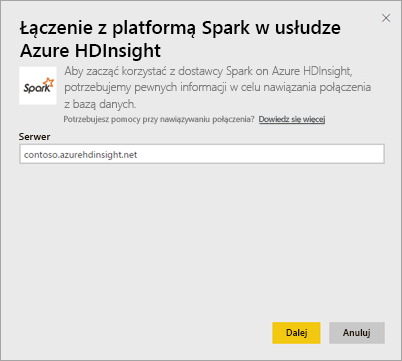 Łączenie z platformą Spark w usłudze
Azure HDInsight
Spark
Aby zacząć korzystać z dostawcy Spark on Azure HDInsight,
potrzebujemy pewnych informacji w celu nawiązania połączenia
z bazą danych.
Potrzebujesz pomocy przy nawiązywaniu połączenia? Dowiedz się więcej
Serwer
contoso.azurehdinsight.net
Dalej
Anuluj